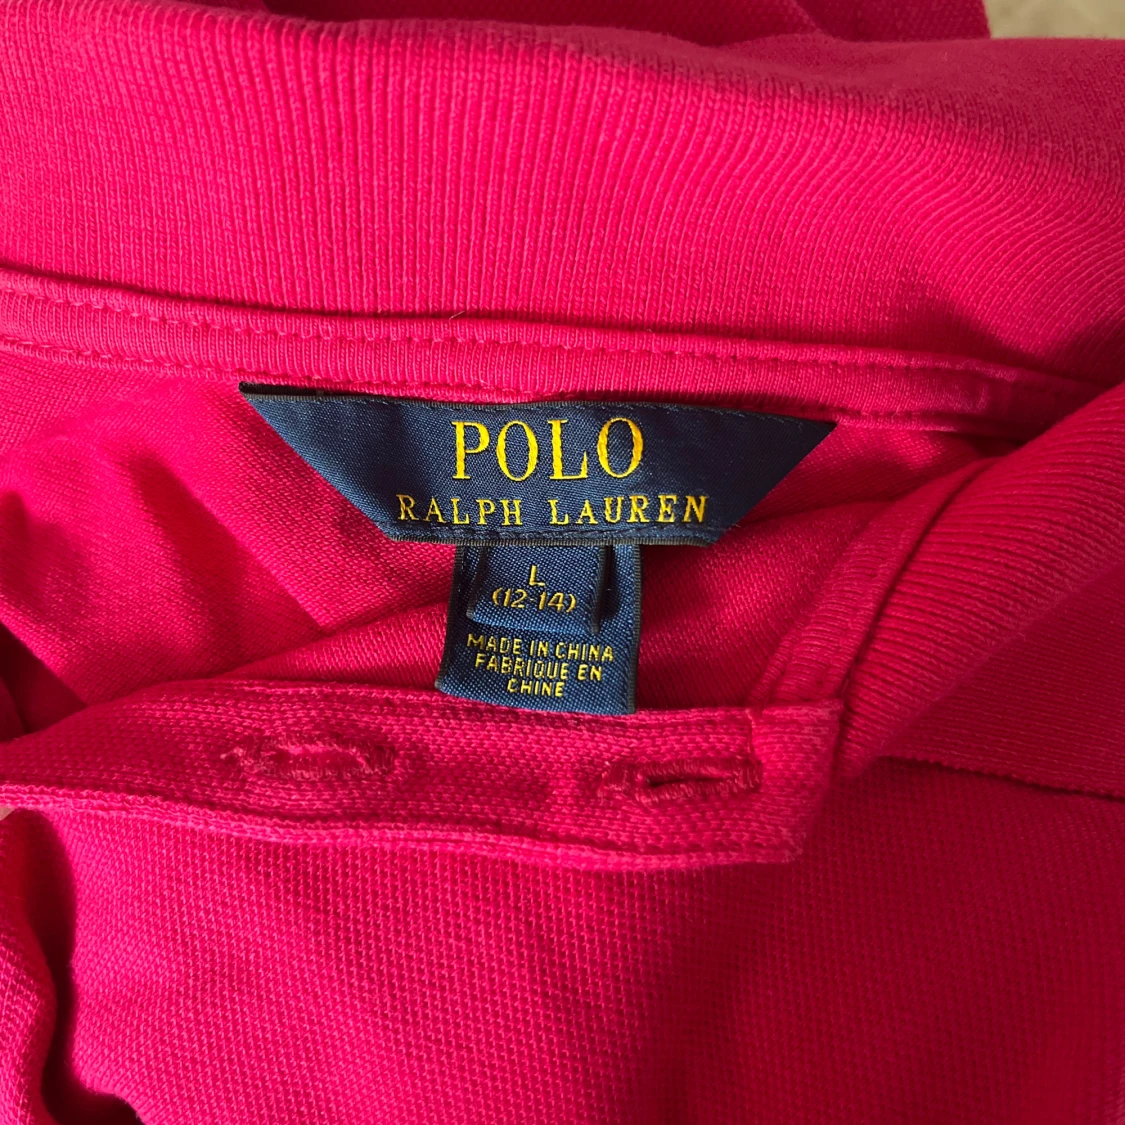 POLO
RALPH LAUREN
L
(12-14)
MADE IN CHINA
FABRIQUE EN
CHINE